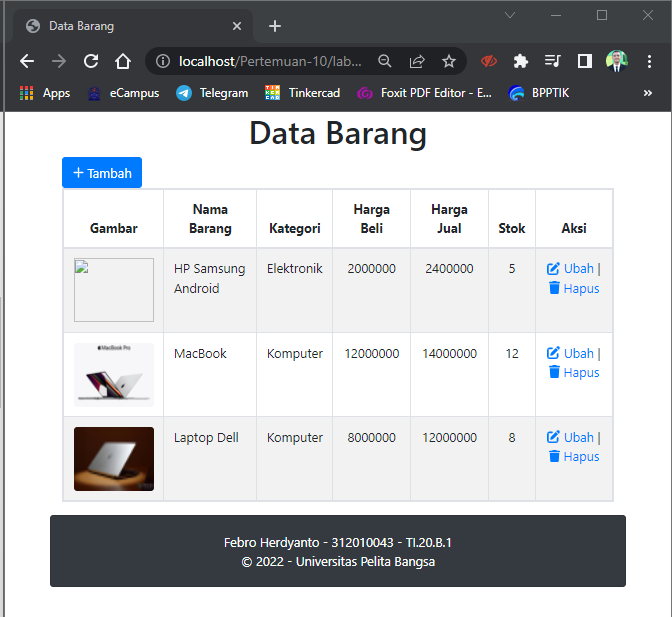 Data Barang
localhost/Pertemuan-10/lab...
Apps eCampus Telegram Tinkercad Foxit PDF Editor - E... BPPTIK »
Data Barang
+ Tambah
Gambar Nama Barang Kategori Harga Beli Harga Jual Stok Aksi
HP Samsung Android Elektronik 2000000 2400000 5 Ubah | Hapus
MacBook Pro
MacBook Komputer 12000000 14000000 12 Ubah | Hapus
Laptop Dell Komputer 8000000 12000000 8 Ubah | Hapus
Febro Herdyanto - 312010043 - TI.20.B.1
© 2022 - Universitas Pelita Bangsa